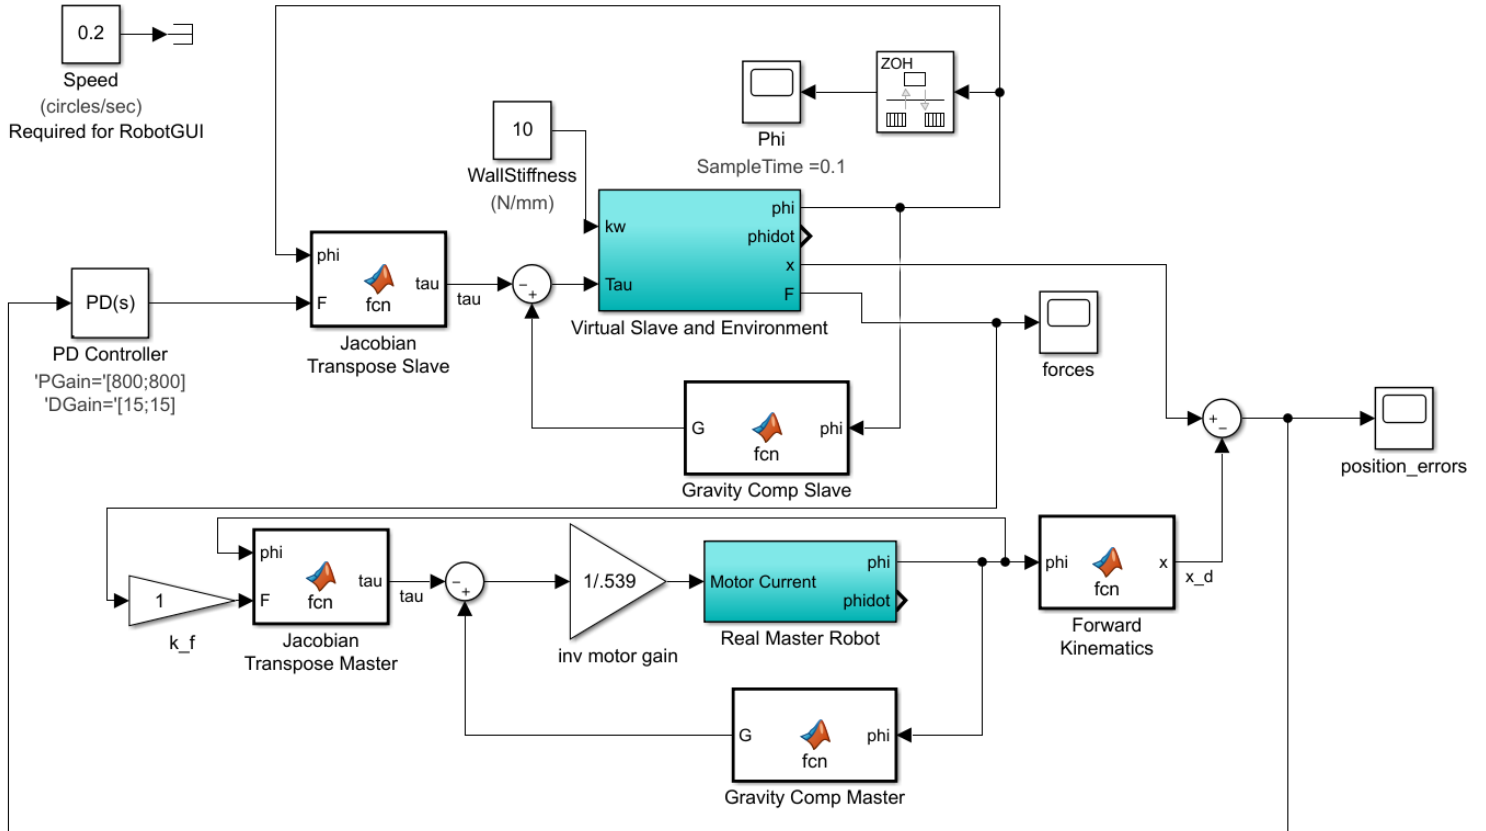 0.2
Speed
(circles/sec)
Required for RobotGUI
10
WallStiffness
(N/mm)
Phi
SampleTime =0.1
ZOH
kw
Tau
phi
phidot
x
F
Virtual Slave and Environment
phi
F
fcn
tau
tau
Jacobian
Transpose Slave
PD(s)
PD Controller
'PGain='[800;800]
'DGain='[15;15]
−
+
forces
G
fcn
phi
Gravity Comp Slave
+
−
position_errors
1
k_f
phi
F
fcn
tau
tau
Jacobian
Transpose Master
−
+
1/.539
inv motor gain
Motor Current
phi
phidot
Real Master Robot
phi
fcn
x
x_d
Forward
Kinematics
G
fcn
phi
Gravity Comp Master